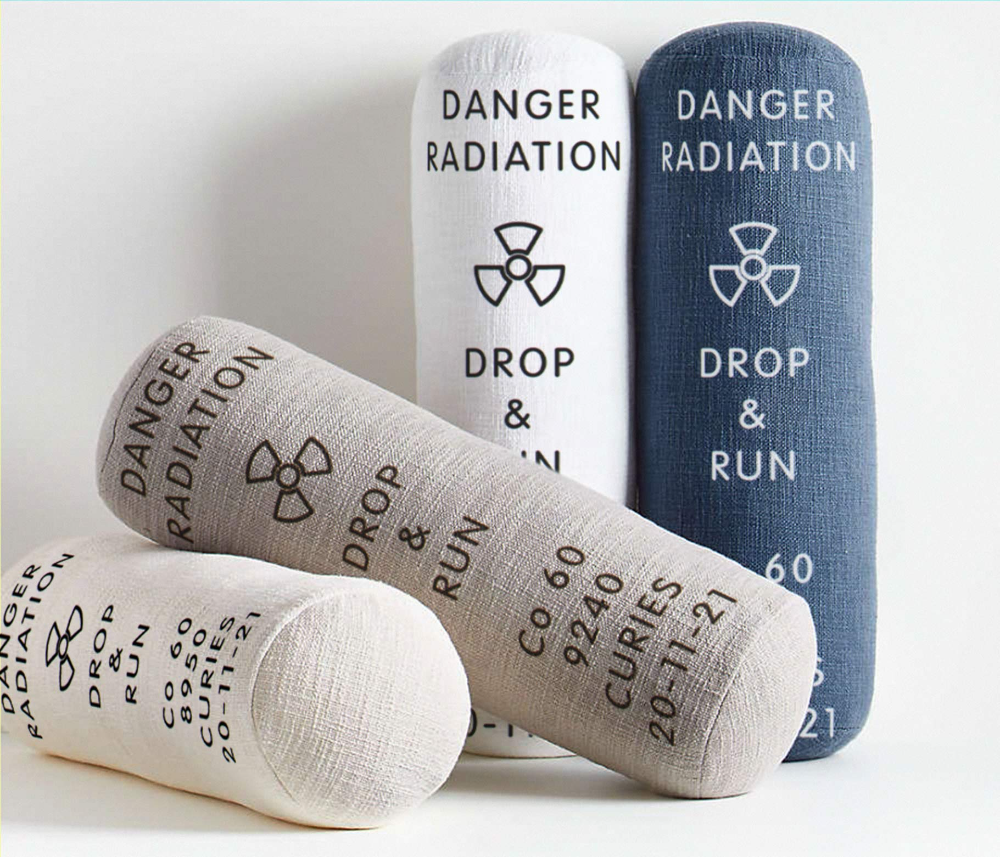 DANGER
RADIATION
DROP
&
DANGER
RADIATION
DROP
&
RUN
60
21
DANGER
RADIATION
DROP
&
RUN
Co 60
9240
CURIES
20-11-21
DANGER
RADIATION
DROP
&
RUN
Co 60
8950
CURIES
20-11-21